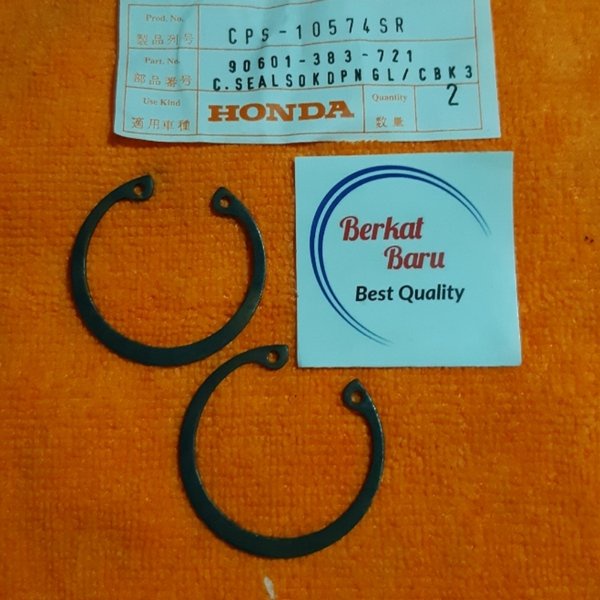 Prod. No.
製品列号
CPS-10574SR
Part. No.
部品番号
90601-383-721
C.SEALSOKDPNGL/CBK3
Use Kind
適用車種
HONDA
Quantity
数量
2
Berkat
Baru
Best Quality